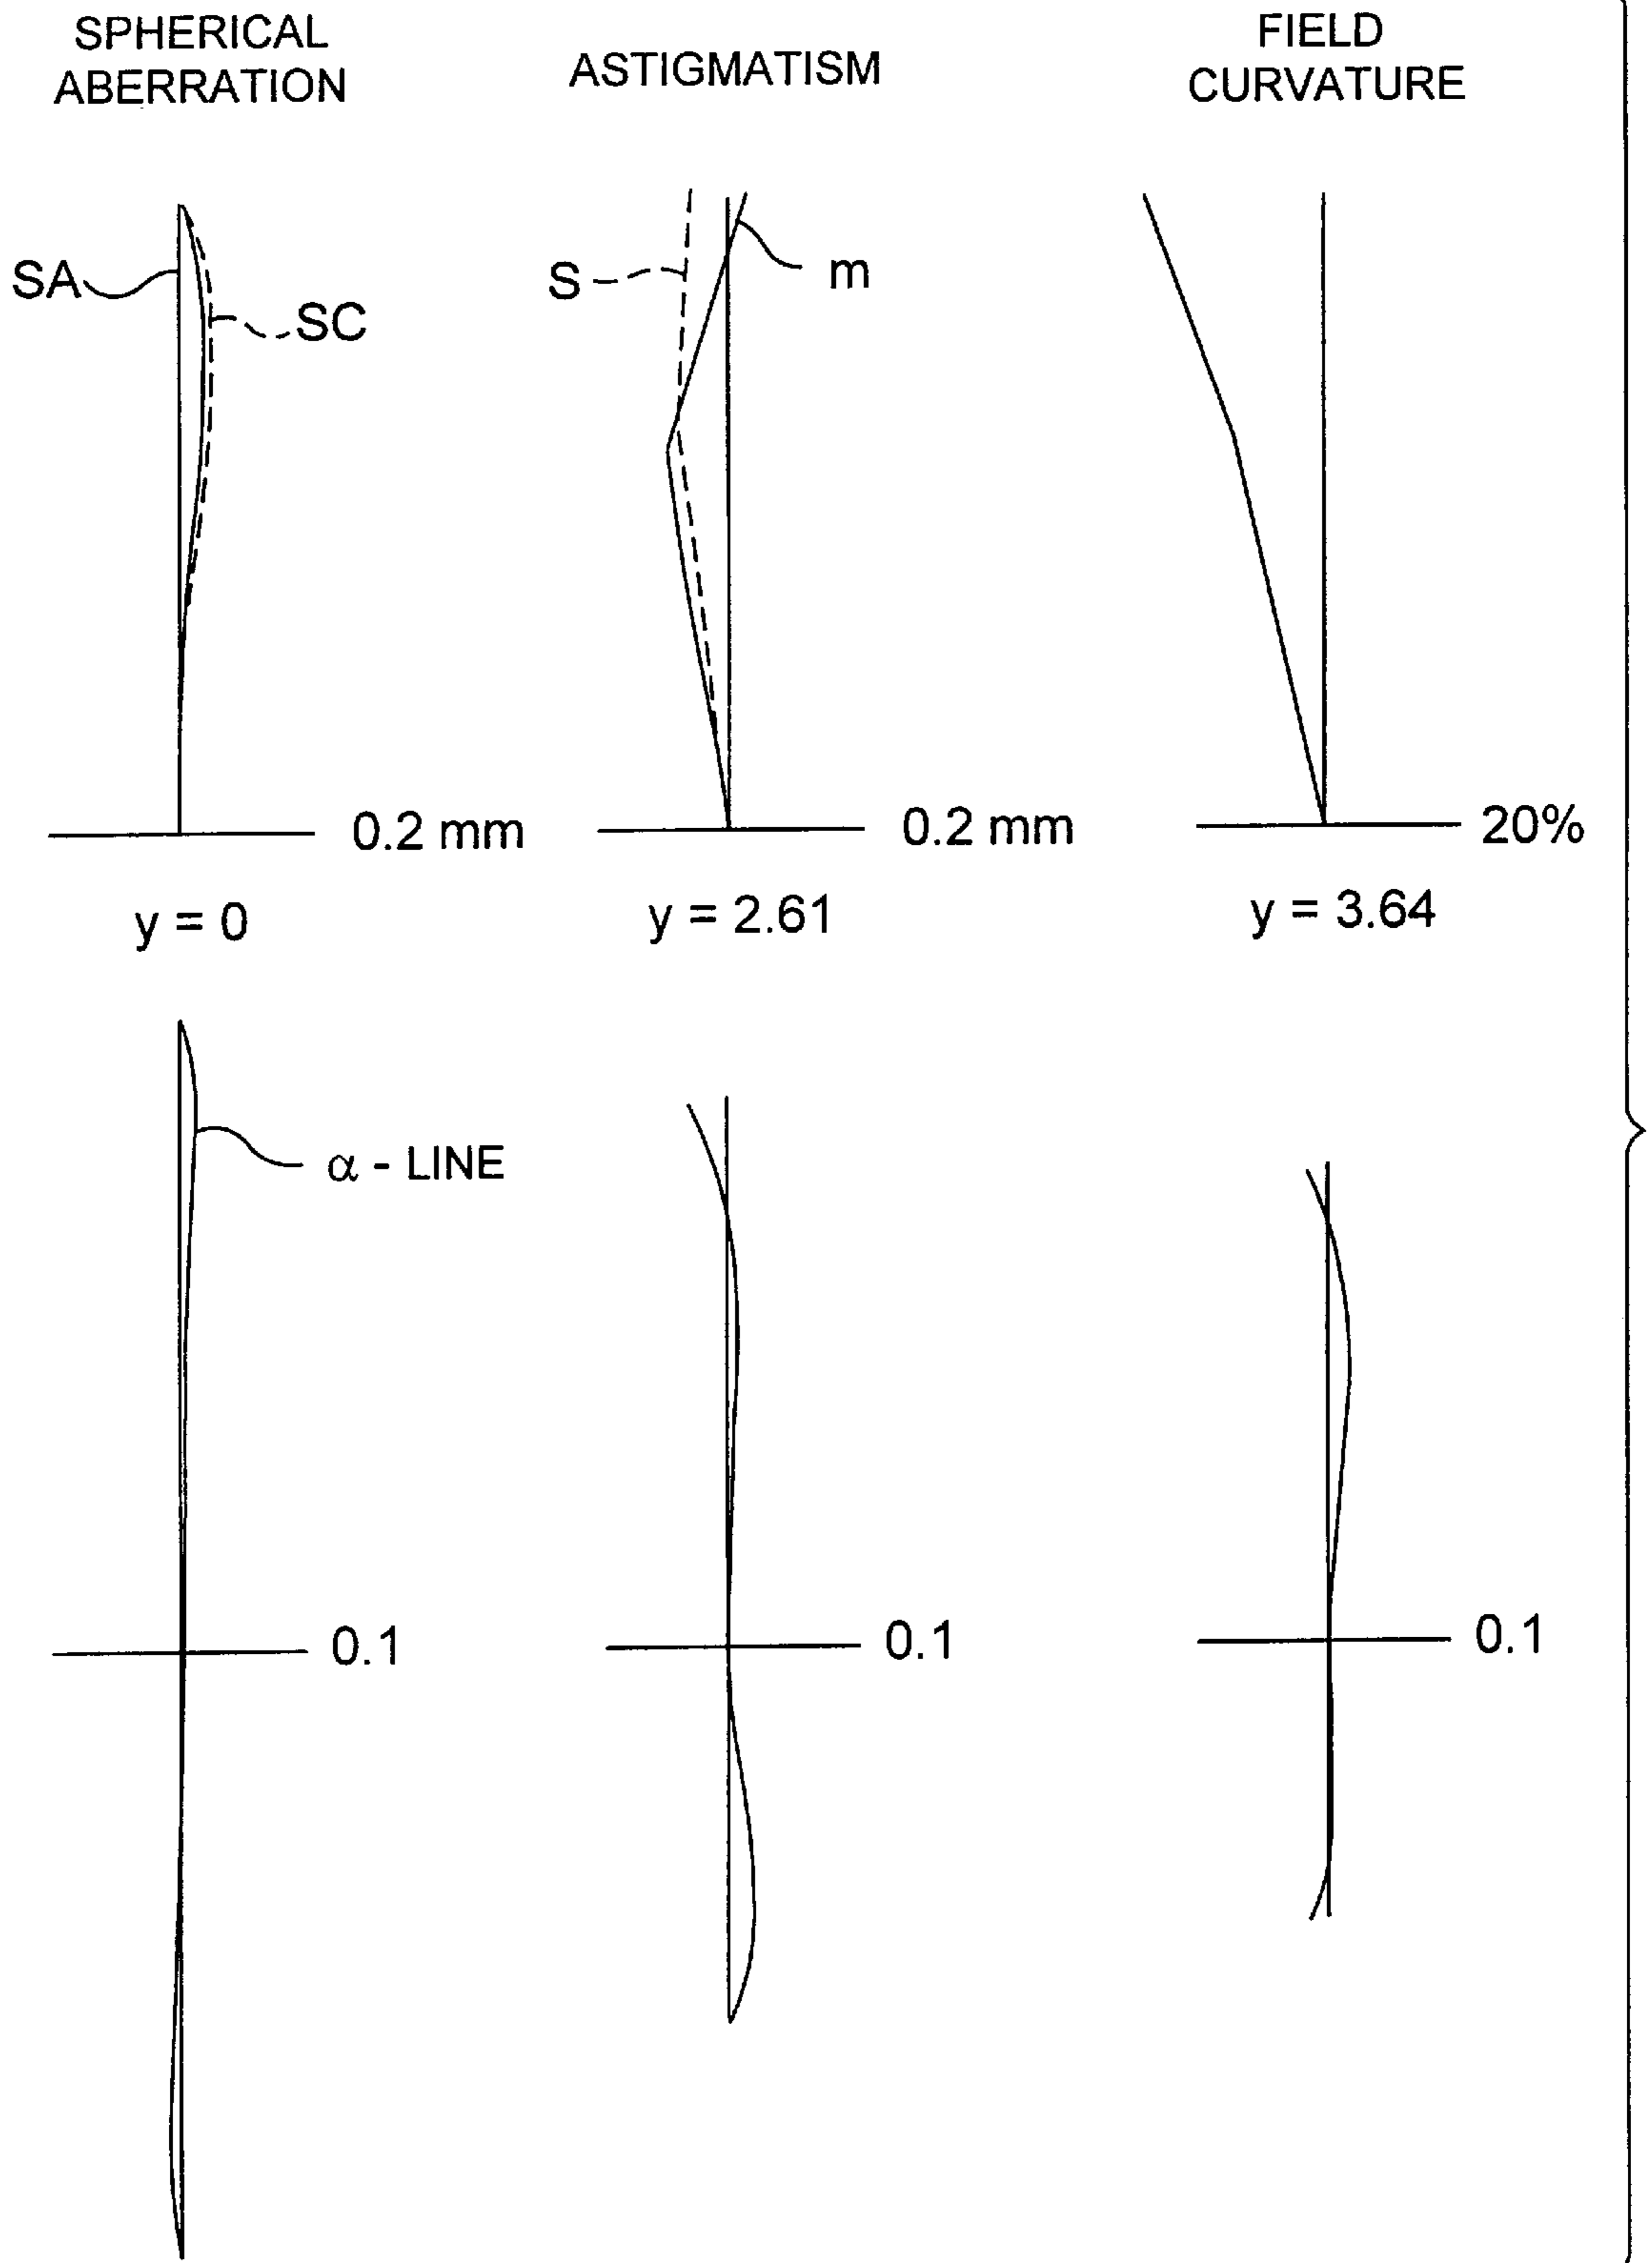 SPHERICAL
ABERRATION
ASTIGMATISM
FIELD
CURVATURE
SA
SC
S
m
0.2 mm
0.2 mm
20%
y = 0
y = 2.61
y = 3.64
α - LINE
0.1
0.1
0.1